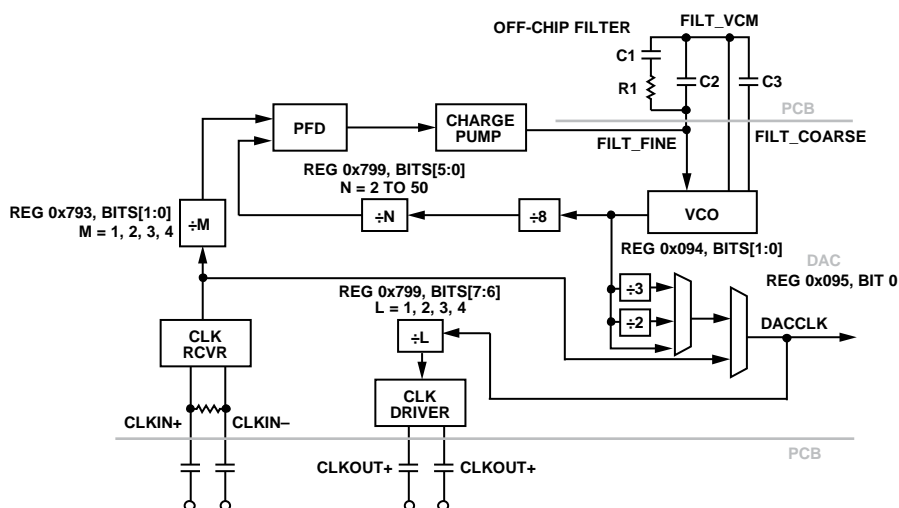 OFF-CHIP FILTER
FILT_VCM
C1
R1
C2
C3
PCB
PFD
CHARGE
PUMP
FILT_FINE
FILT_COARSE
REG 0x799, BITS[5:0]
N = 2 TO 50
REG 0x793, BITS[1:0]
M = 1, 2, 3, 4
÷M
÷N
÷8
VCO
REG 0x094, BITS[1:0]
DAC
REG 0x095, BIT 0
REG 0x799, BITS[7:6]
L = 1, 2, 3, 4
÷3
÷2
DACCLK
CLK
RCVR
÷L
CLK
DRIVER
CLKIN+
CLKIN–
PCB
CLKOUT+
CLKOUT+